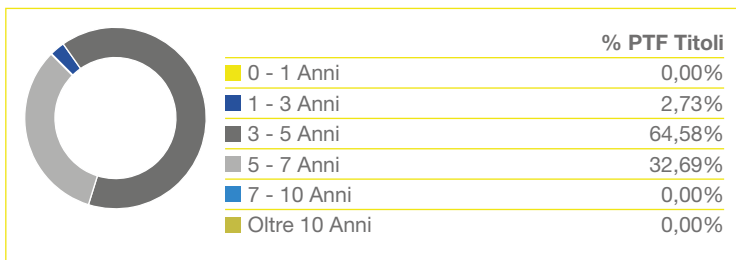 % PTF Titoli
0 - 1 Anni 0,00%
1 - 3 Anni 2,73%
3 - 5 Anni 64,58%
5 - 7 Anni 32,69%
7 - 10 Anni 0,00%
Oltre 10 Anni 0,00%